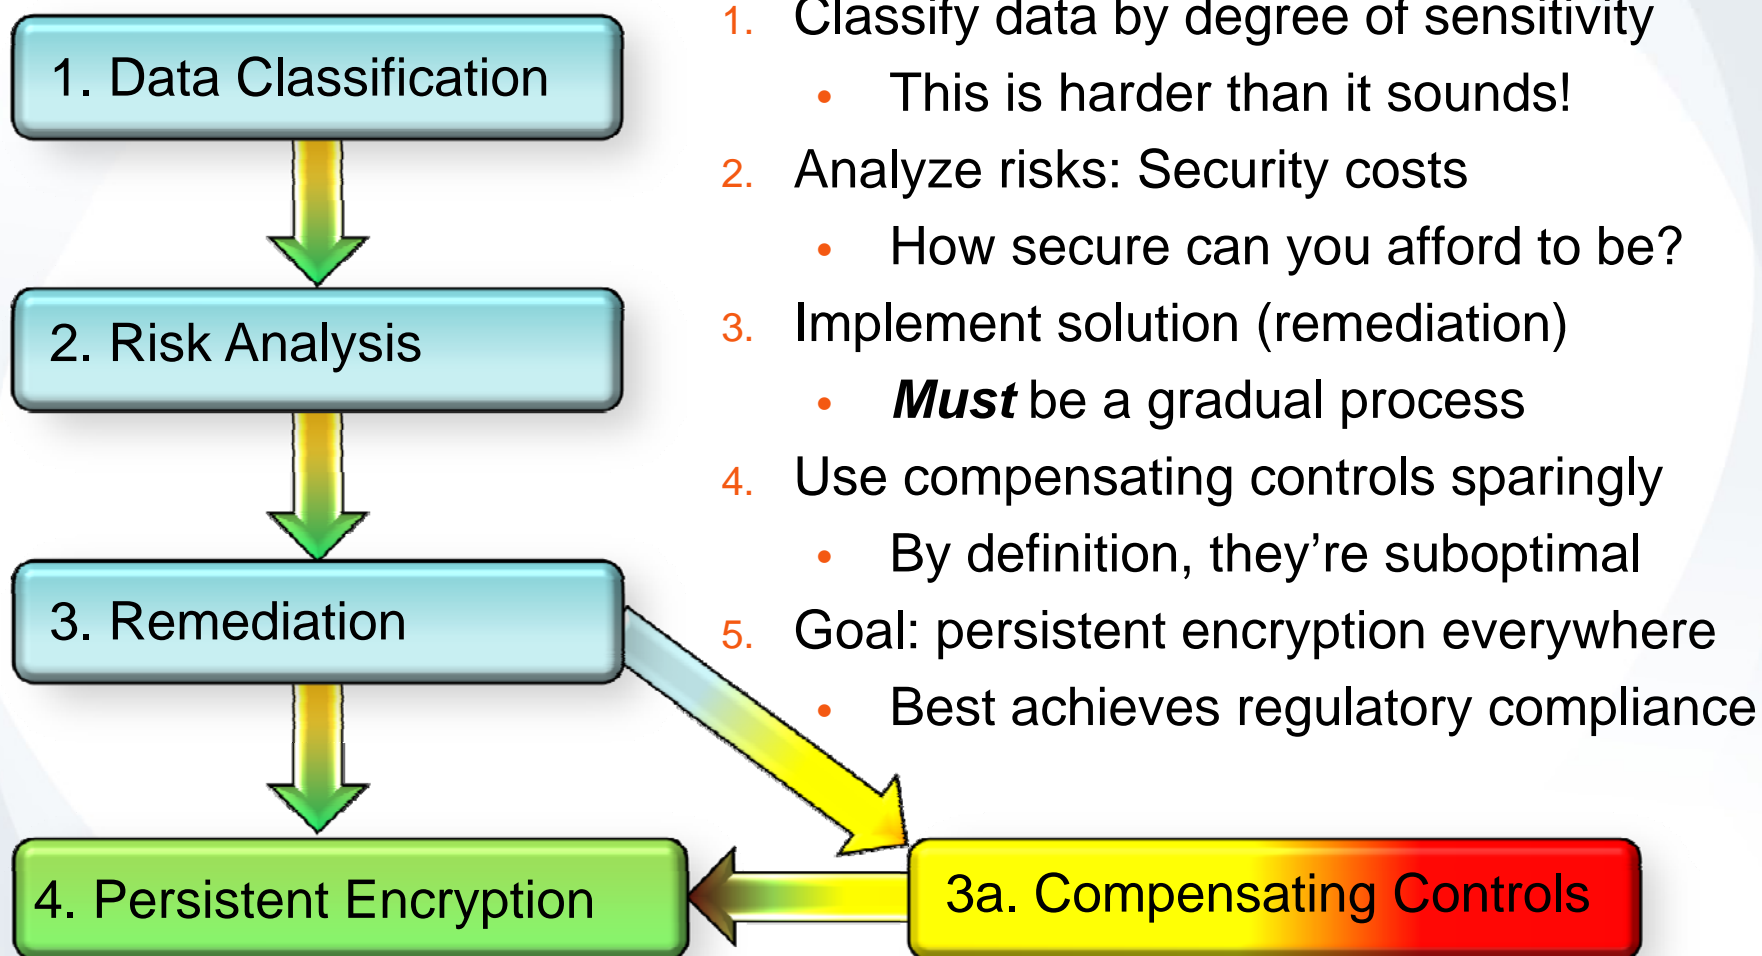 1. Data Classification
2. Risk Analysis
3. Remediation
4. Persistent Encryption
3a. Compensating Controls
1. Classify data by degree of sensitivity
• This is harder than it sounds!
2. Analyze risks: Security costs
• How secure can you afford to be?
3. Implement solution (remediation)
• Must be a gradual process
4. Use compensating controls sparingly
• By definition, they’re suboptimal
5. Goal: persistent encryption everywhere
• Best achieves regulatory compliance